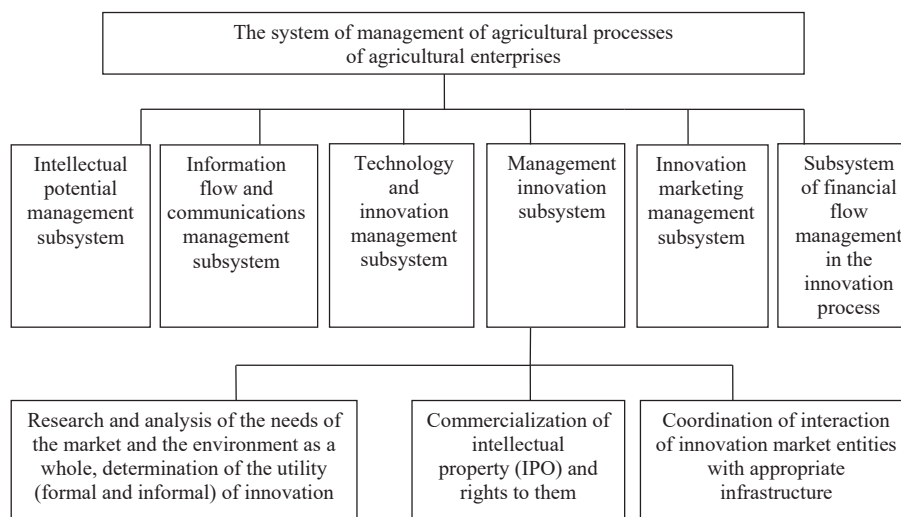 The system of management of agricultural processes
of agricultural enterprises
Intellectual
potential
management
subsystem
Information
flow and
communications
management
subsystem
Technology
and
innovation
management
subsystem
Management
innovation
subsystem
Innovation
marketing
management
subsystem
Subsystem
of financial
flow
management
in the
innovation
process
Research and analysis of the needs of
the market and the environment as a
whole, determination of the utility
(formal and informal) of innovation
Commercialization of
intellectual
property (IPO) and
rights to them
Coordination of interaction
of innovation market entities
with appropriate
infrastructure